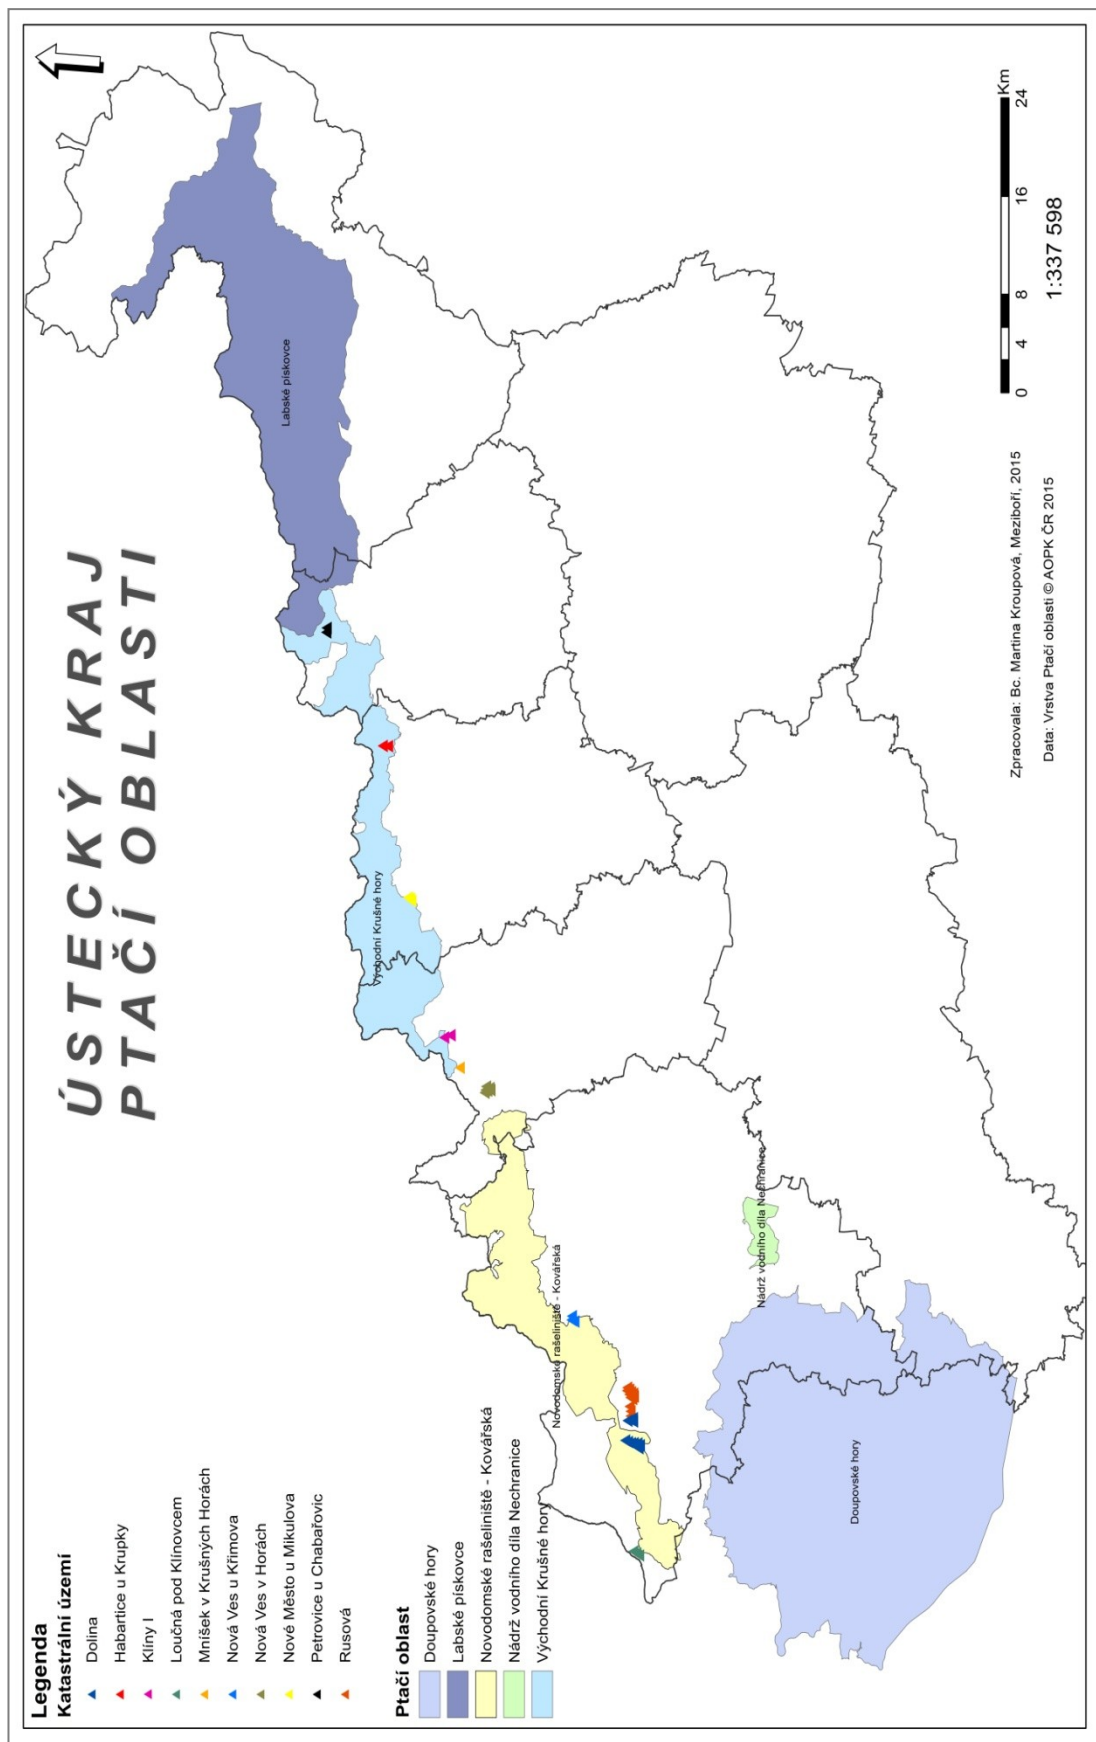 ÚSTECKÝ KRAJ
PTAČÍ OBLASTI
Legenda
Katastrální území
Dolina
Habartice u Krupky
Klíny I
Loučná pod Klínovcem
Mníšek v Krušných Horách
Nová Ves u Křimova
Nová Ves v Horách
Nové Město u Mikulova
Petrovice u Chabařovic
Rusová
Ptačí oblast
Doupovské hory
Labské pískovce
Novodomské rašeliniště - Kovářská
Nádrž vodního díla Nechranice
Východní Krušné hory
Labské pískovce
Východní Krušné hory
Novodomské rašeliniště - Kovářská
Nádrž vodního díla Nechranice
Doupovské hory
Zpracovala: Bc. Martina Kroupová, Meziboří, 2015
Data: Vrstva Ptačí oblasti © AOPK ČR 2015
Km
0 4 8 16 24
1:337 598